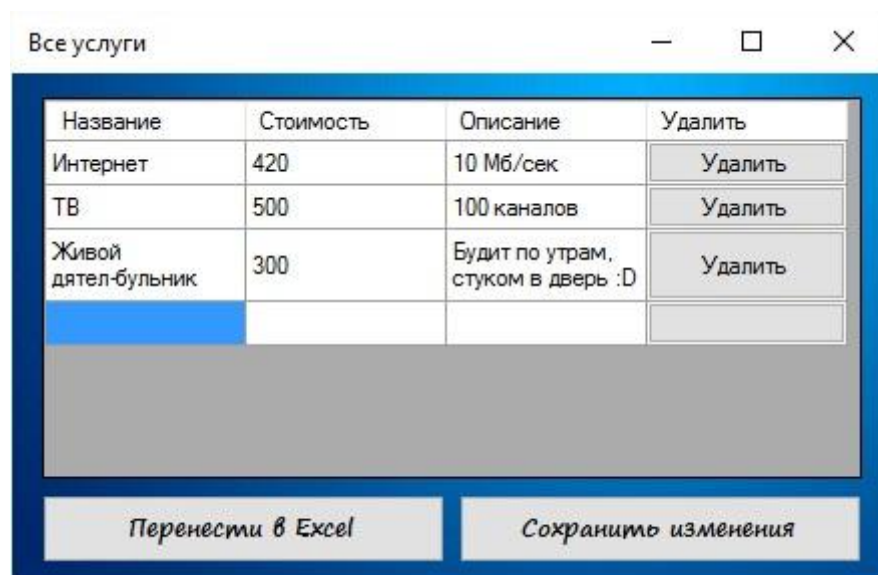 Все услуги
Название Стоимость Описание Удалить
Интернет 420 10 Мб/сек Удалить
ТВ 500 100 каналов Удалить
Живой
дятел-бульник 300 Будит по утрам,
стуком в дверь :D Удалить
Перенести в Excel Сохранить изменения